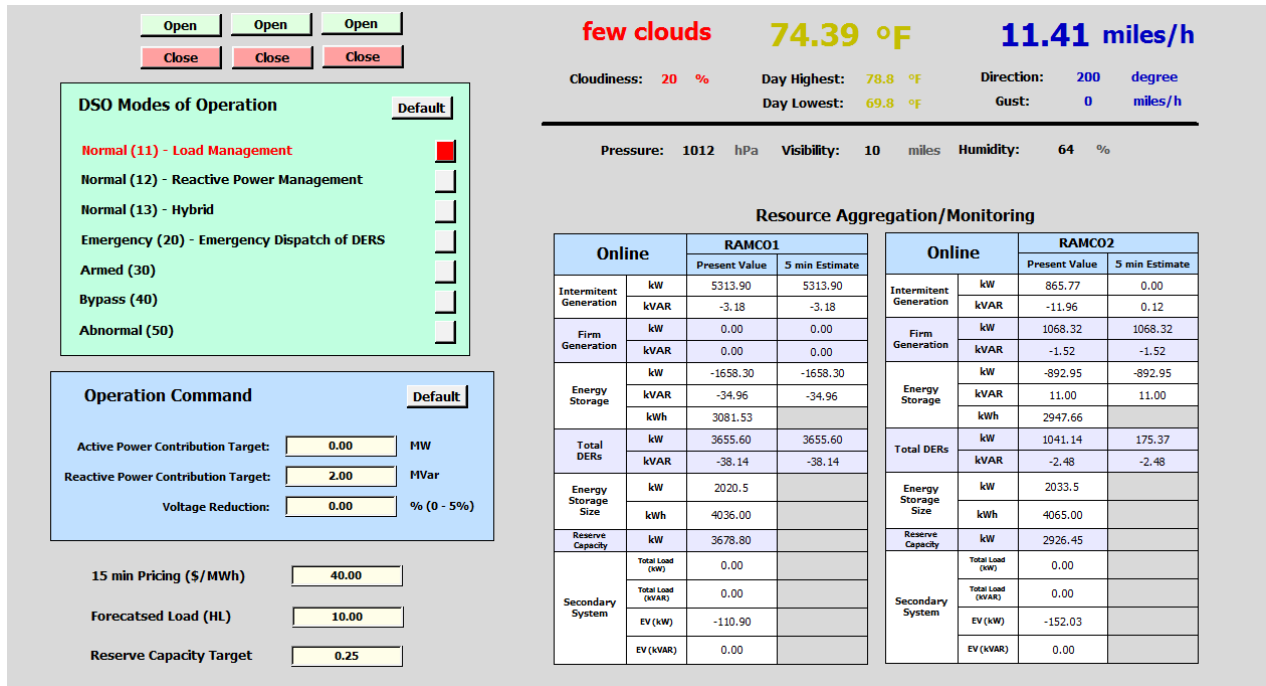 Open Open Open
Close Close Close
DSO Modes of Operation Default
Normal (11) - Load Management
Normal (12) - Reactive Power Management
Normal (13) - Hybrid
Emergency (20) - Emergency Dispatch of DERS
Armed (30)
Bypass (40)
Abnormal (50)
Operation Command Default
Active Power Contribution Target: 0.00 MW
Reactive Power Contribution Target: 2.00 MVar
Voltage Reduction: 0.00 % (0 - 5%)
15 min Pricing ($/MWh) 40.00
Forecatsed Load (HL) 10.00
Reserve Capacity Target 0.25
few clouds 74.39 °F 11.41 miles/h
Cloudiness: 20 % Day Highest: 78.8 °F Direction: 200 degree
Day Lowest: 69.8 °F Gust: 0 miles/h
Pressure: 1012 hPa Visibility: 10 miles Humidity: 64 %
Resource Aggregation/Monitoring
Online RAMCO1
Present Value 5 min Estimate
Intermitent Generation kW 5313.90 5313.90
kVAR -3.18 -3.18
Firm Generation kW 0.00 0.00
kVAR 0.00 0.00
Energy Storage kW -1658.30 -1658.30
kVAR -34.96 -34.96
kWh 3081.53
Total DERs kW 3655.60 3655.60
kVAR -38.14 -38.14
Energy Storage Size kW 2020.5
kWh 4036.00
Reserve Capacity kW 3678.80
Secondary System Total Load (kW) 0.00
Total Load (kVAR) 0.00
EV (kW) -110.90
EV (kVAR) 0.00
Online RAMCO2
Present Value 5 min Estimate
Intermitent Generation kW 865.77 0.00
kVAR -11.96 0.12
Firm Generation kW 1068.32 1068.32
kVAR -1.52 -1.52
Energy Storage kW -892.95 -892.95
kVAR 11.00 11.00
kWh 2947.66
Total DERs kW 1041.14 175.37
kVAR -2.48 -2.48
Energy Storage Size kW 2033.5
kWh 4065.00
Reserve Capacity kW 2926.45
Secondary System Total Load (kW) 0.00
Total Load (kVAR) 0.00
EV (kW) -152.03
EV (kVAR) 0.00